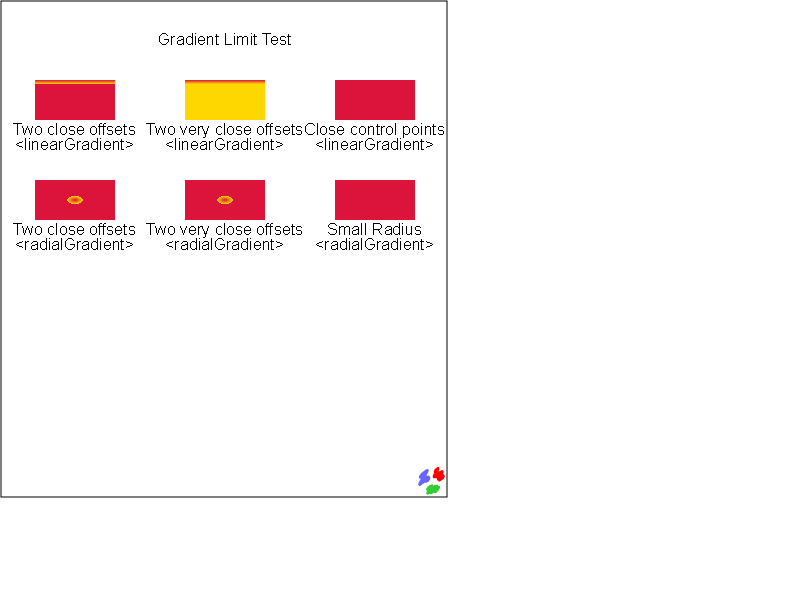 Gradient Limit Test
Two close offsets
<linearGradient>
Two very close offsets
<linearGradient>
Close control points
<linearGradient>
Two close offsets
<radialGradient>
Two very close offsets
<radialGradient>
Small Radius
<radialGradient>